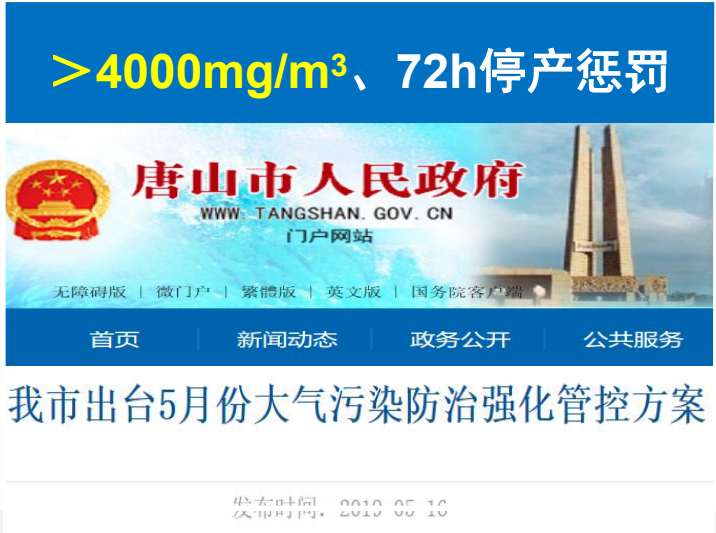 ＞4000mg/m³、72h停产惩罚
唐山市人民政府
WWW.TANGSHAN.GOV.CN
门户网站
无障碍版 | 微门户 | 繁體版 | 英文版 | 国务院客户端
首页 新闻动态 政务公开 公共服务
我市出台5月份大气污染防治强化管控方案
发布时间: 2019-05-16